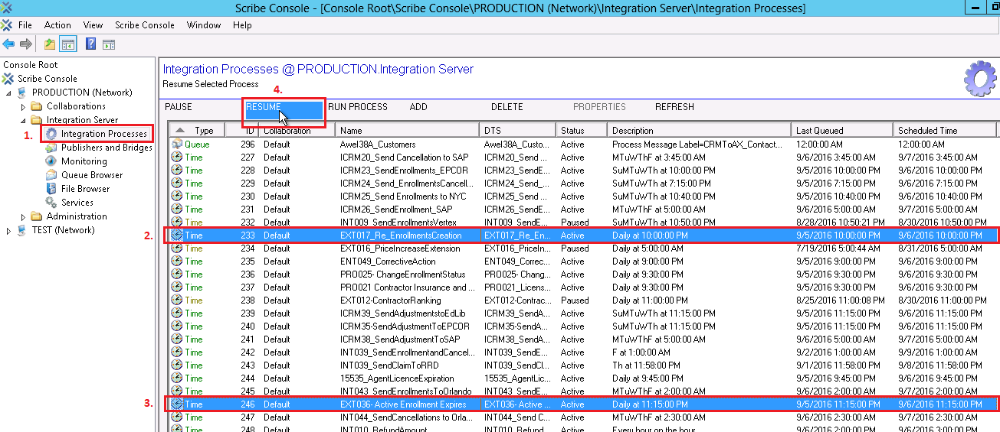 Scribe Console - [Console Root\Scribe Console\PRODUCTION (Network)\Integration Server\Integration Processes]
File Action View Scribe Console Window Help
Console Root
Scribe Console
PRODUCTION (Network)
Collaborations
Integration Server
1. Integration Processes
Publishers and Bridges
Monitoring
Queue Browser
File Browser
Services
Administration
TEST (Network)
Integration Processes @ PRODUCTION.Integration Server
Resume Selected Process
4.
PAUSE RESUME RUN PROCESS ADD DELETE PROPERTIES REFRESH
Type ID Collaboration Name DTS Status Description Last Queued Scheduled Time
Queue 296 Default Awel38A_Customers Awel38A_Custo... Active Process Message Label=CRMToAX_Contact... 12:00:00 AM 12:00:00 AM
Time 227 Default ICRM20_Send Cancellation to SAP ICRM20_Send ... Active MTuWThF at 3:45:00 AM 9/6/2016 3:45:00 AM 9/7/2016 3:45:00 AM
Time 228 Default ICRM23_SendEnrollments_EPCOR ICRM23_SendE... Active SuMTuWTh at 10:00:00 PM 9/5/2016 10:00:00 PM 9/6/2016 10:00:00 PM
Time 229 Default ICRM24_Send_EnrollmentsCancell... ICRM24_Send_... Active SuMTuWTh at 7:15:00 PM 9/5/2016 7:15:00 PM 9/6/2016 7:15:00 PM
Time 230 Default ICRM25_Send Enrollments to NYC ICRM25_Send ... Active SuMTuWTh at 10:40:00 PM 9/5/2016 10:40:00 PM 9/6/2016 10:40:00 PM
Time 231 Default ICRM26_SendEnrollment_SAP ICRM26_SendE... Active MTuWThF at 5:00:00 AM 9/6/2016 5:00:00 AM 9/7/2016 5:00:00 AM
Time 232 Default INT009_SendEnrollmentsVertex INT009_SendE... Paused SuMTuWTh at 10:50:00 PM 8/28/2016 10:50:21 PM 8/30/2016 10:50:00 PM
2. Time 233 Default EXT017_Re_EnrollmentsCreation EXT017_Re_En... Active Daily at 10:00:00 PM 9/5/2016 10:00:00 PM 9/6/2016 10:00:00 PM
Time 234 Default EXT016_PriceIncreaseExtension EXT016_PriceIn... Paused Daily at 5:00:00 AM 7/19/2016 5:00:44 AM 8/31/2016 5:00:00 AM
Time 235 Default ENT049_CorrectiveAction ENT049_Correc... Active Daily at 9:00:00 PM 9/5/2016 9:00:00 PM 9/6/2016 9:00:00 PM
Time 236 Default PRO025- ChangeEnrollmentStatus PRO025- Chang... Active Daily at 9:30:00 PM 9/5/2016 9:30:00 PM 9/6/2016 9:30:00 PM
Time 237 Default PRO021 Contractor Insurance and ... PRO021_Licens... Active Daily at 9:30:00 PM 9/5/2016 9:30:00 PM 9/6/2016 9:30:00 PM
Time 238 Default EXT012-ContractorRanking EXT012-Contrac... Paused Daily at 11:00:00 PM 8/25/2016 11:00:08 PM 8/30/2016 11:00:00 PM
Time 239 Default ICRM39_SendAdjustmentstoEdLib ICRM39_SendA... Active SuMTuWTh at 11:15:00 PM 9/5/2016 11:15:00 PM 9/6/2016 11:15:00 PM
Time 240 Default ICRM35-SendAdjustmentToEPCOR ICRM35-SendA... Active SuMTuWTh at 11:15:00 PM 9/5/2016 11:15:00 PM 9/6/2016 11:15:00 PM
Time 241 Default ICRM38_SendAdjustmentToSAP ICRM38_SendA... Active MTuWThF at 5:00:00 AM 9/6/2016 5:00:00 AM 9/7/2016 5:00:00 AM
Time 242 Default INT039_SendEnrollmentandCancel... INT039_SendE... Active F at 1:00:00 AM 9/2/2016 1:00:00 AM 9/9/2016 1:00:00 AM
Time 243 Default INT039_SendClaimToRRD INT039_SendCl... Active Th at 11:58:00 PM 9/1/2016 11:58:00 PM 9/8/2016 11:58:00 PM
Time 244 Default 15535_AgentLicenceExpiration 15535_AgentLic... Active Daily at 9:45:00 PM 9/5/2016 9:45:00 PM 9/6/2016 9:45:00 PM
Time 245 Default INT043_SendEnrollmentsToOrlando INT043_SendE... Active MTuWThF at 2:00:00 AM 9/6/2016 2:00:00 AM 9/7/2016 2:00:00 AM
3. Time 246 Default EXT036- Active Enrollment Expires EXT036- Active ... Active Daily at 11:15:00 PM 9/5/2016 11:15:00 PM 9/6/2016 11:15:00 PM
Time 247 Default INT044_SendCancellations to Orla... INT044_Send C... Active MTuWThF at 2:30:00 AM 9/6/2016 2:30:00 AM 9/7/2016 2:30:00 AM
Time 248 Default INT010_RefundAmount INT010_Refund... Active Every hour on the hour 9/6/2016 2:00:00 AM 9/6/2016 3:00:00 AM